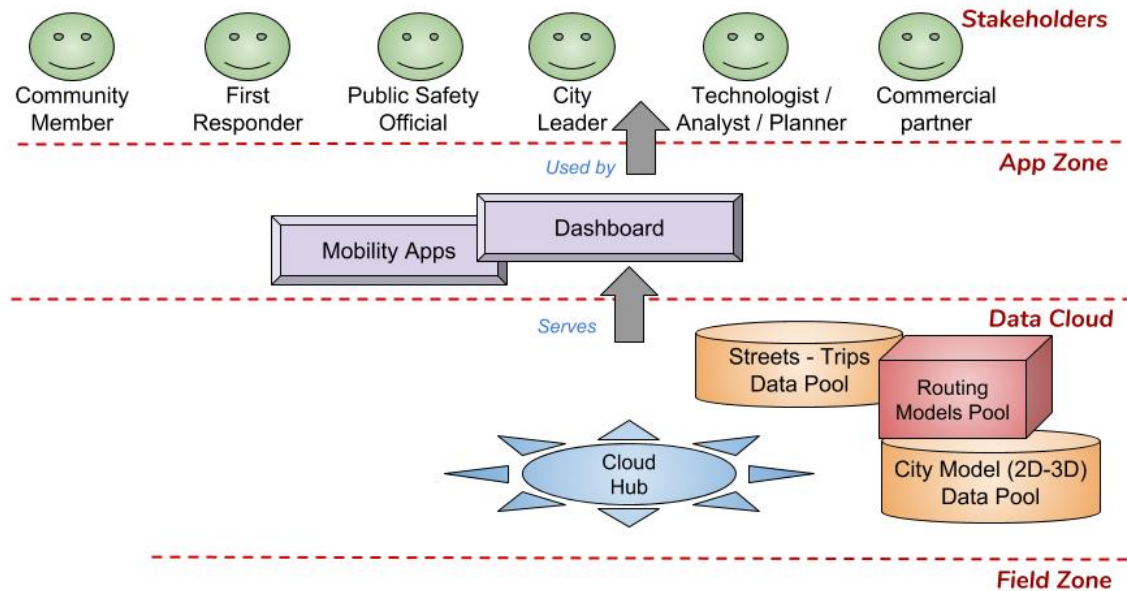 Stakeholders
Community
Member
First
Responder
Public Safety
Official
City
Leader
Technologist /
Analyst / Planner
Commercial
partner
Used by
App Zone
Mobility Apps
Dashboard
Serves
Data Cloud
Streets - Trips
Data Pool
Routing
Models Pool
Cloud
Hub
City Model (2D-3D)
Data Pool
Field Zone